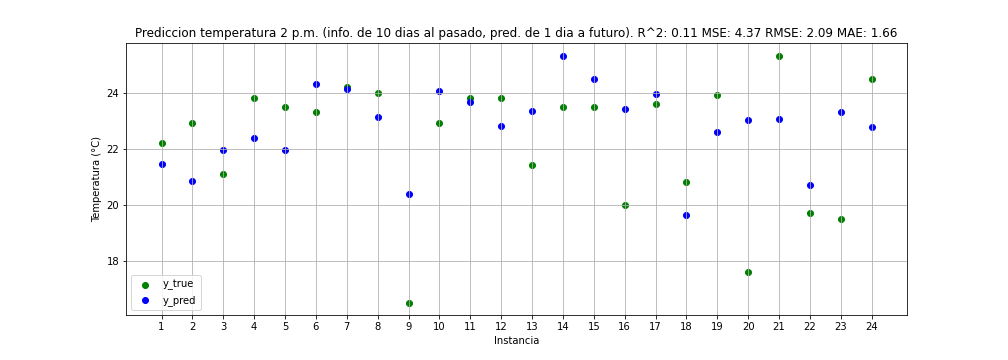 Prediccion temperatura 2 p.m. (info. de 10 dias al pasado, pred. de 1 dia a futuro). R^2: 0.11 MSE: 4.37 RMSE: 2.09 MAE: 1.66
Temperatura (°C)
24
22
20
18
y_true
y_pred
1 2 3 4 5 6 7 8 9 10 11 12 13 14 15 16 17 18 19 20 21 22 23 24
Instancia